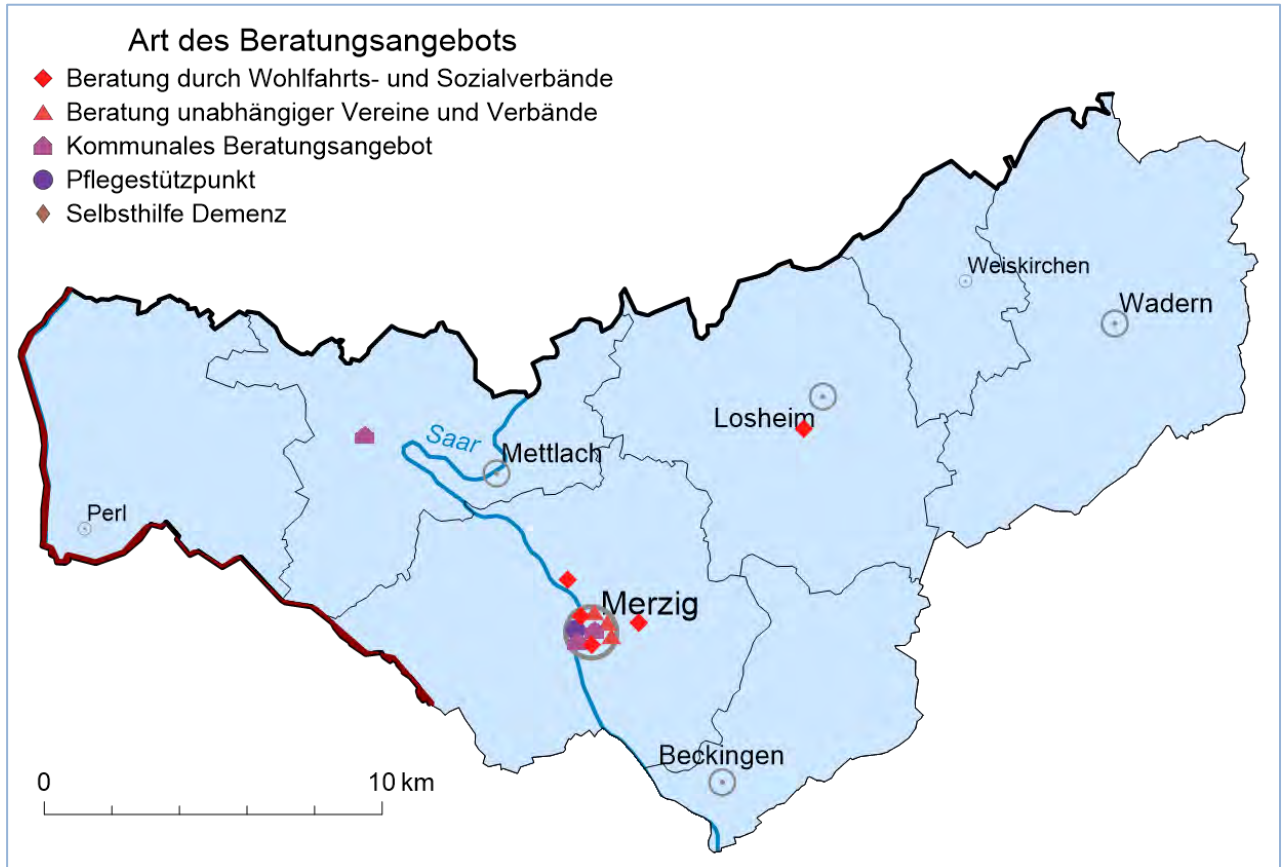 Art des Beratungsangebots
Beratung durch Wohlfahrts- und Sozialverbände
Beratung unabhängiger Vereine und Verbände
Kommunales Beratungsangebot
Pflegestützpunkt
Selbsthilfe Demenz
Weiskirchen
Wadern
Losheim
Saar
Mettlach
Perl
Merzig
Beckingen
0 10 km